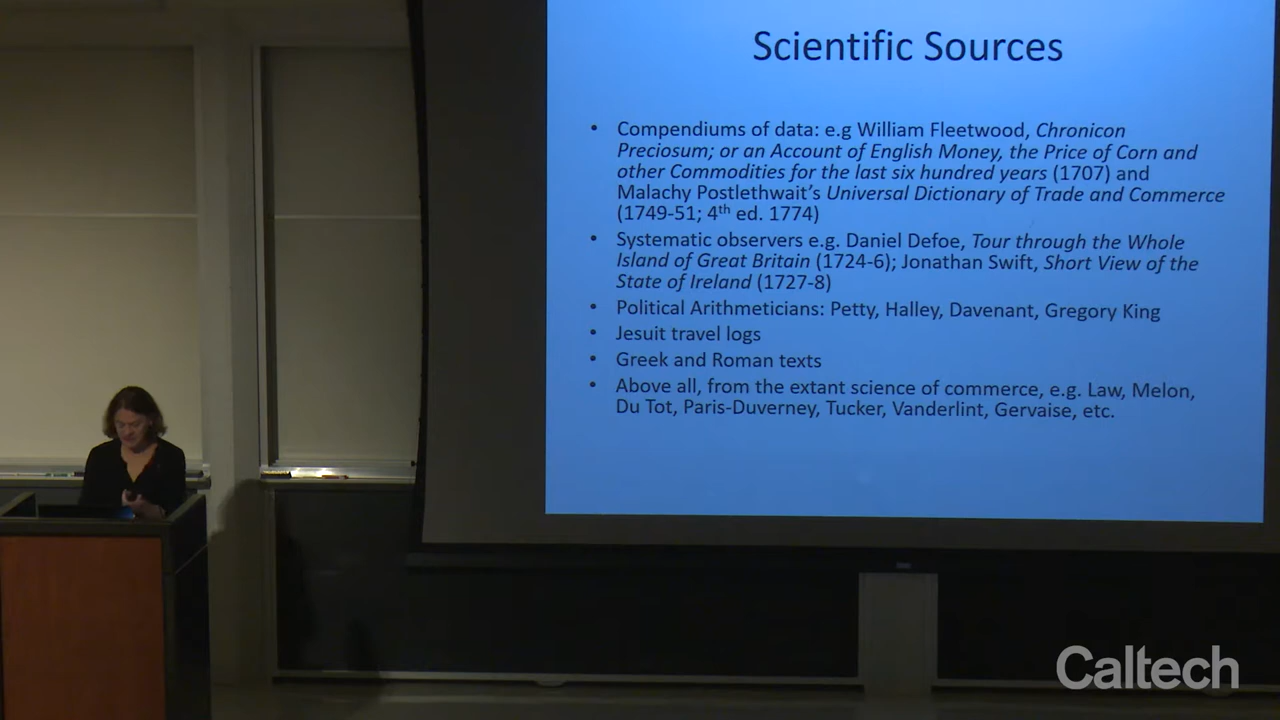 Scientific Sources
• Compendiums of data: e.g William Fleetwood, Chronicon
Preciosum; or an Account of English Money, the Price of Corn and
other Commodities for the last six hundred years (1707) and
Malachy Postlethwait's Universal Dictionary of Trade and Commerce
(1749-51; 4th ed. 1774)
• Systematic observers e.g. Daniel Defoe, Tour through the Whole
Island of Great Britain (1724-6); Jonathan Swift, Short View of the
State of Ireland (1727-8)
• Political Arithmeticians: Petty, Halley, Davenant, Gregory King
• Jesuit travel logs
• Greek and Roman texts
• Above all, from the extant science of commerce, e.g. Law, Melon,
Du Tot, Paris-Duverney, Tucker, Vanderlint, Gervaise, etc.
Caltech